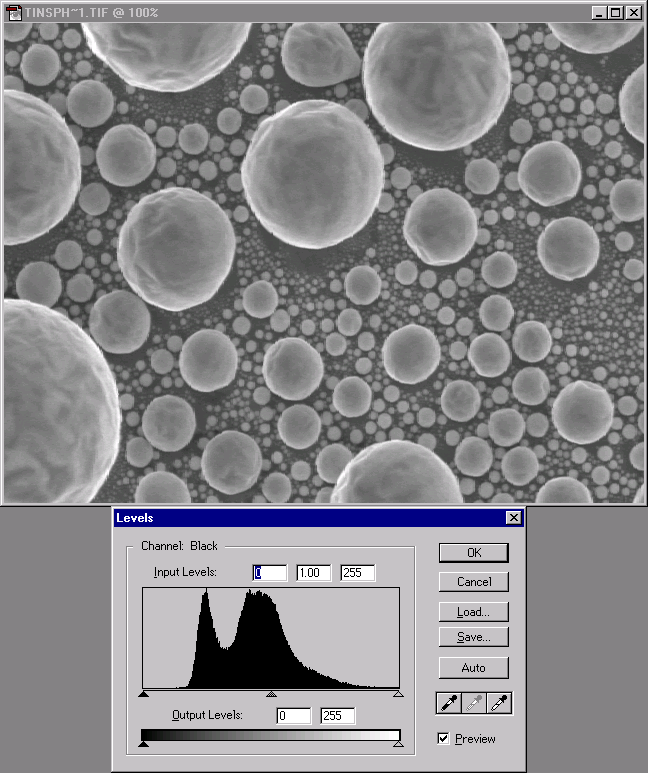 TINSPH~1.TIF @ 100%
Levels
Channel: Black
Input Levels: 0 1.00 255
Output Levels: 0 255
OK
Cancel
Load...
Save...
Auto
Preview